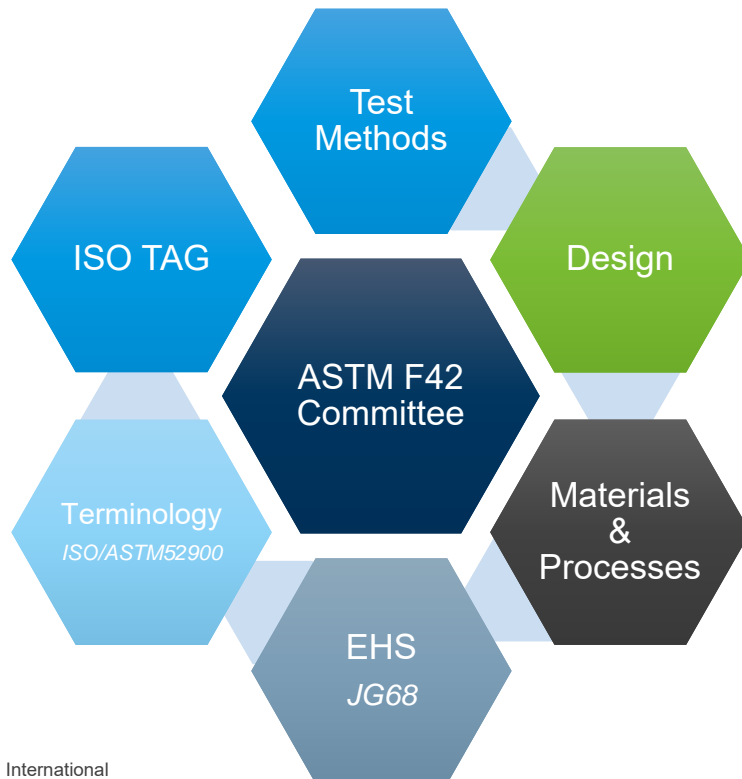 Test
Methods
ISO TAG
Design
ASTM F42
Committee
Terminology
ISO/ASTM52900
Materials
&
Processes
EHS
JG68
International